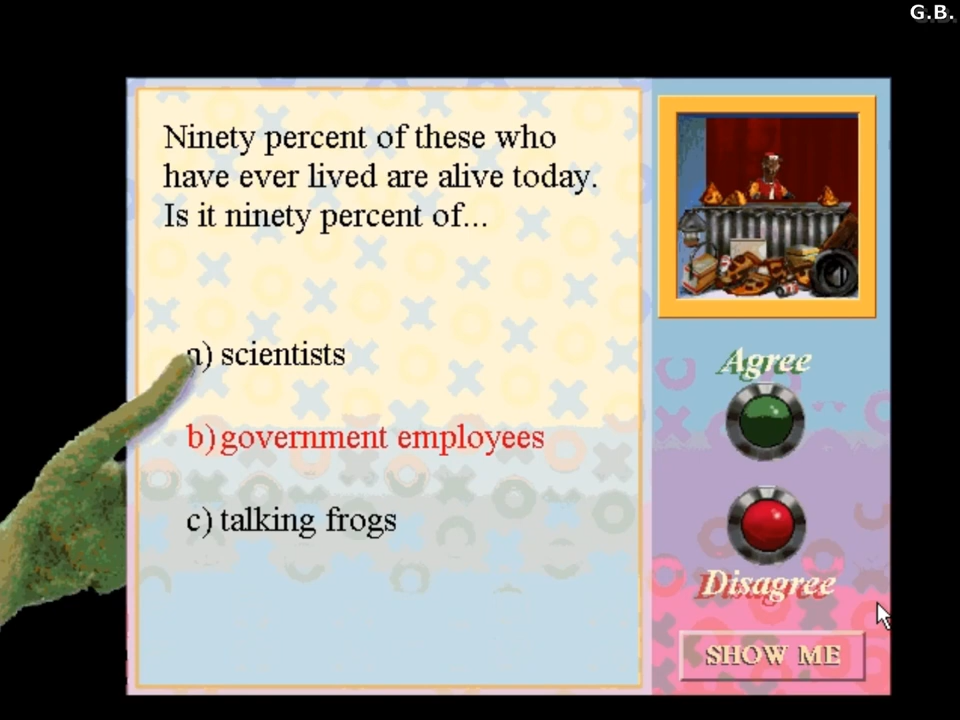 G.B.
Ninety percent of these who
have ever lived are alive today.
Is it ninety percent of...
a) scientists
b) government employees
c) talking frogs
Agree
Disagree
SHOW ME